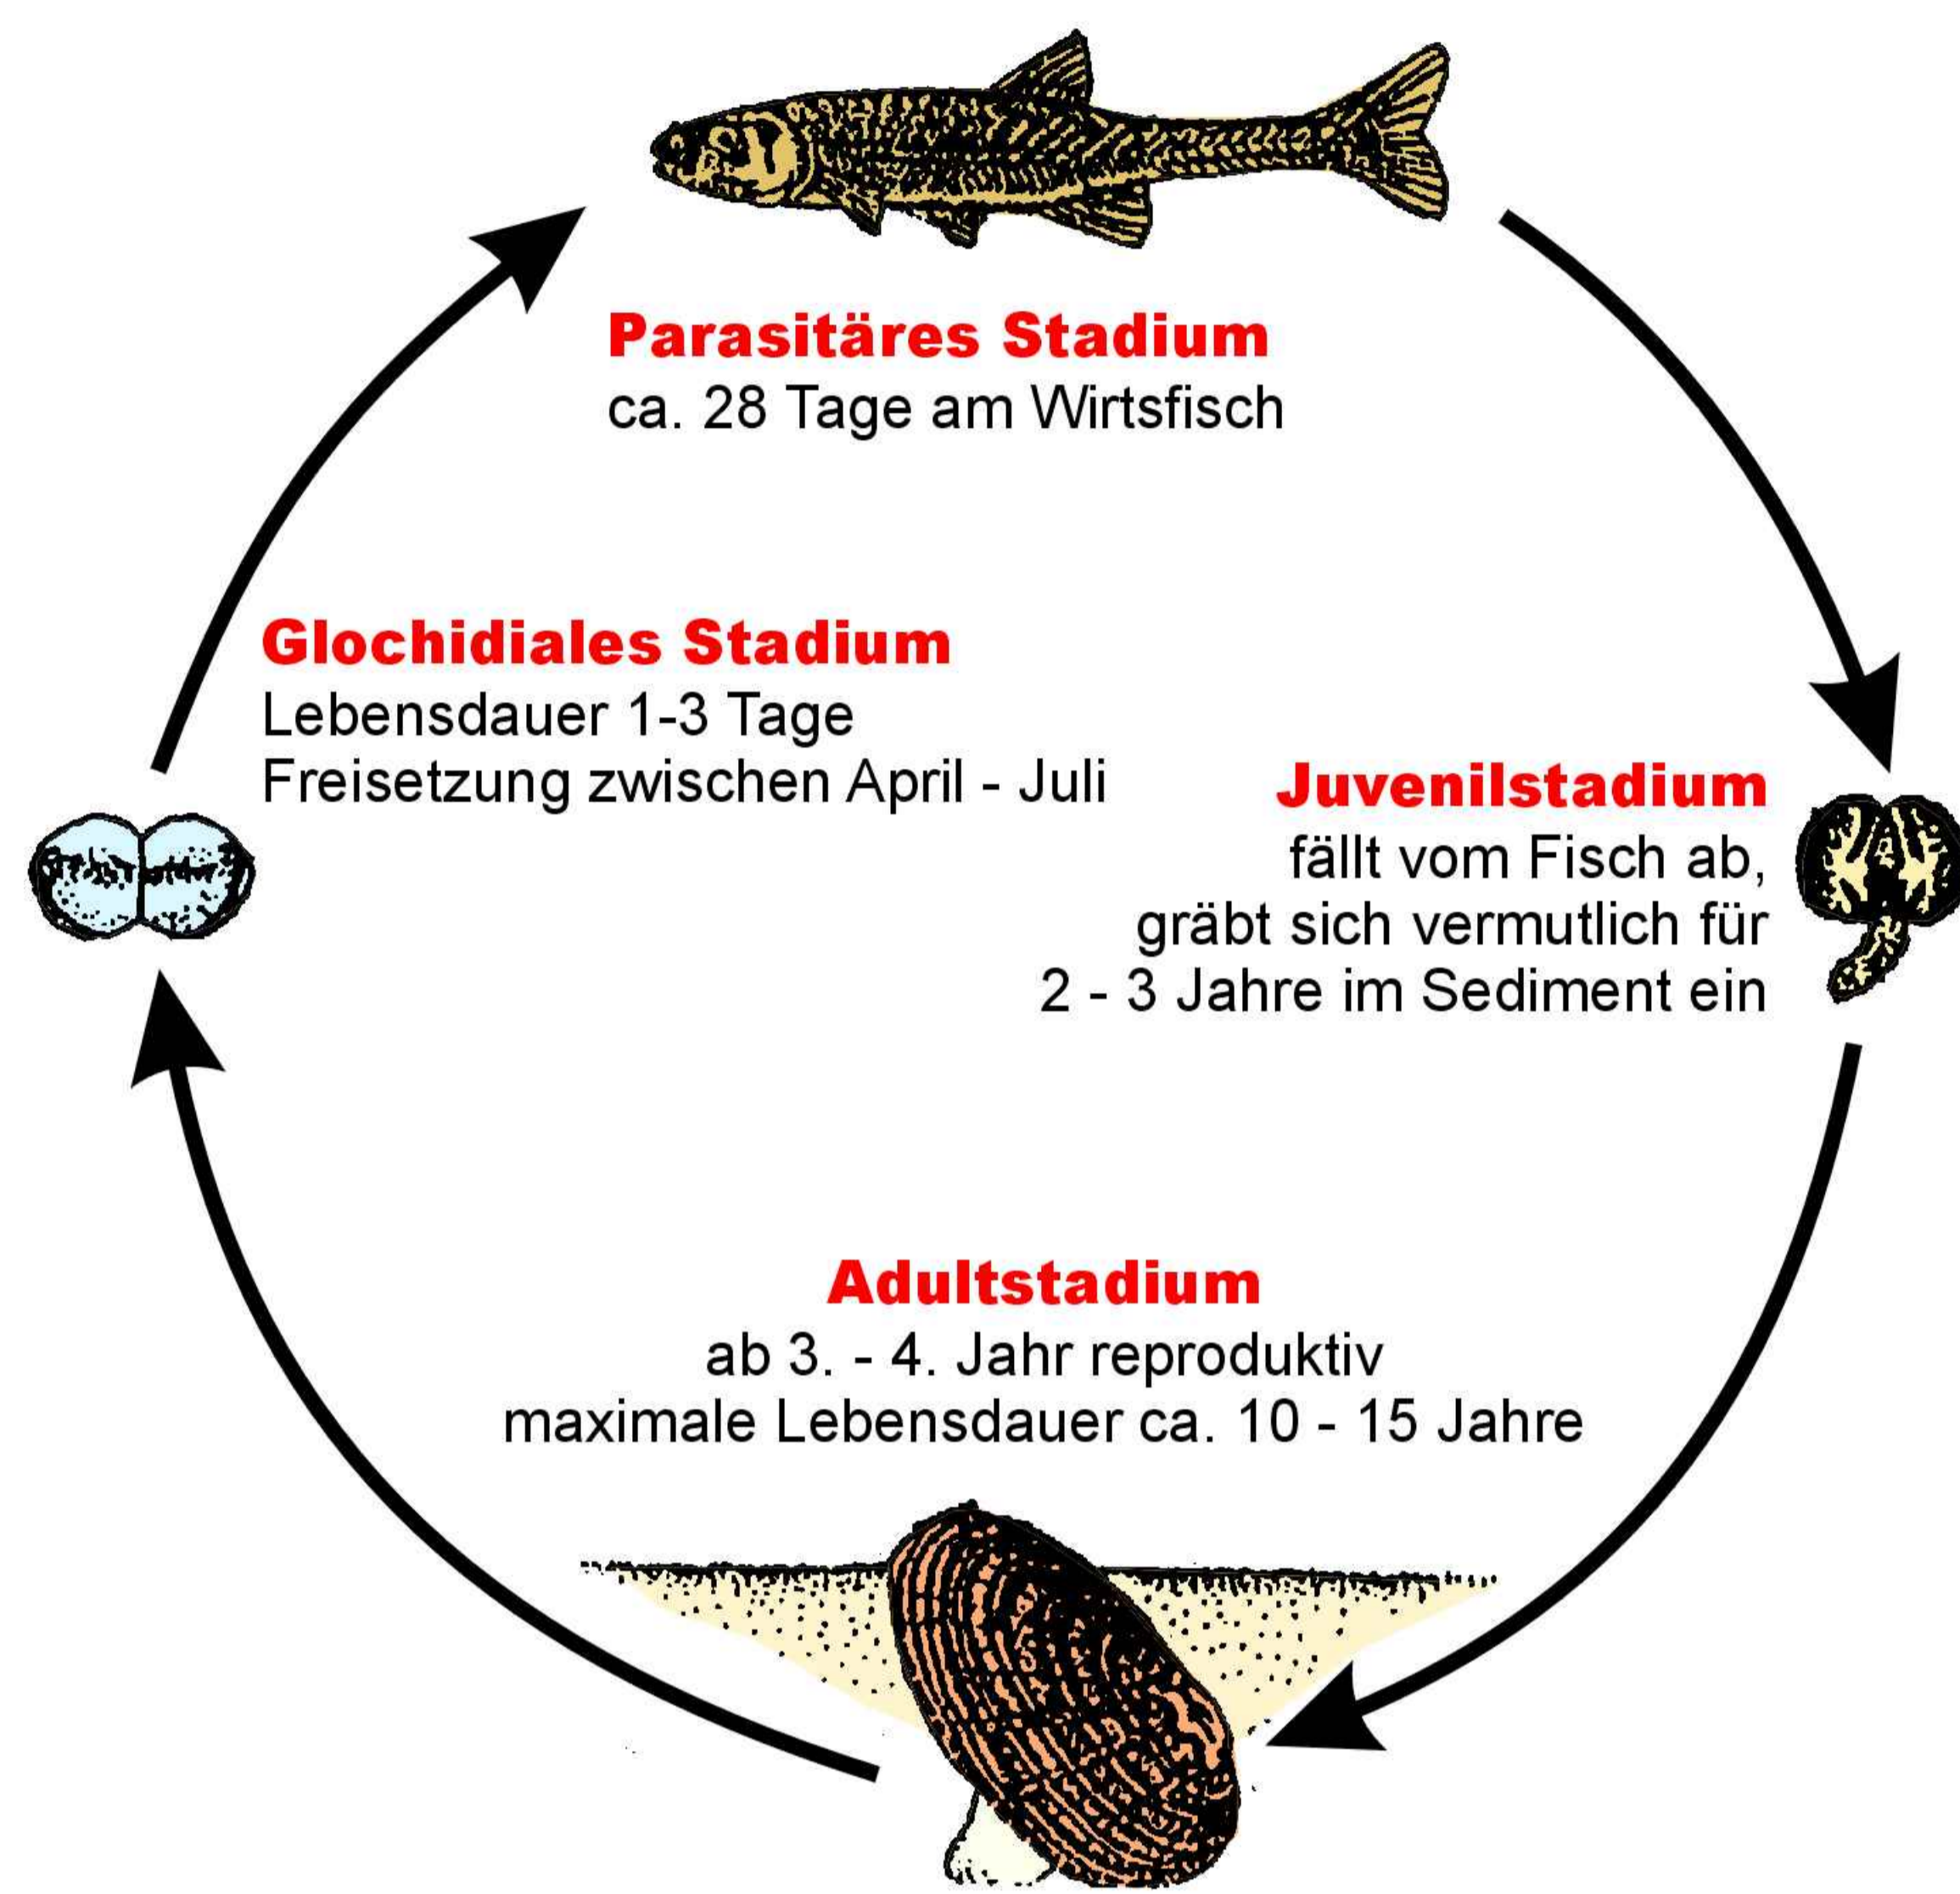 Parasitäres Stadium
ca. 28 Tage am Wirtsfisch
Glochidiales Stadium
Lebensdauer 1-3 Tage
Freisetzung zwischen April - Juli
Juvenilstadium
fällt vom Fisch ab,
gräbt sich vermutlich für
2 - 3 Jahre im Sediment ein
Adultstadium
ab 3. - 4. Jahr reproduktiv
maximale Lebensdauer ca. 10 - 15 Jahre